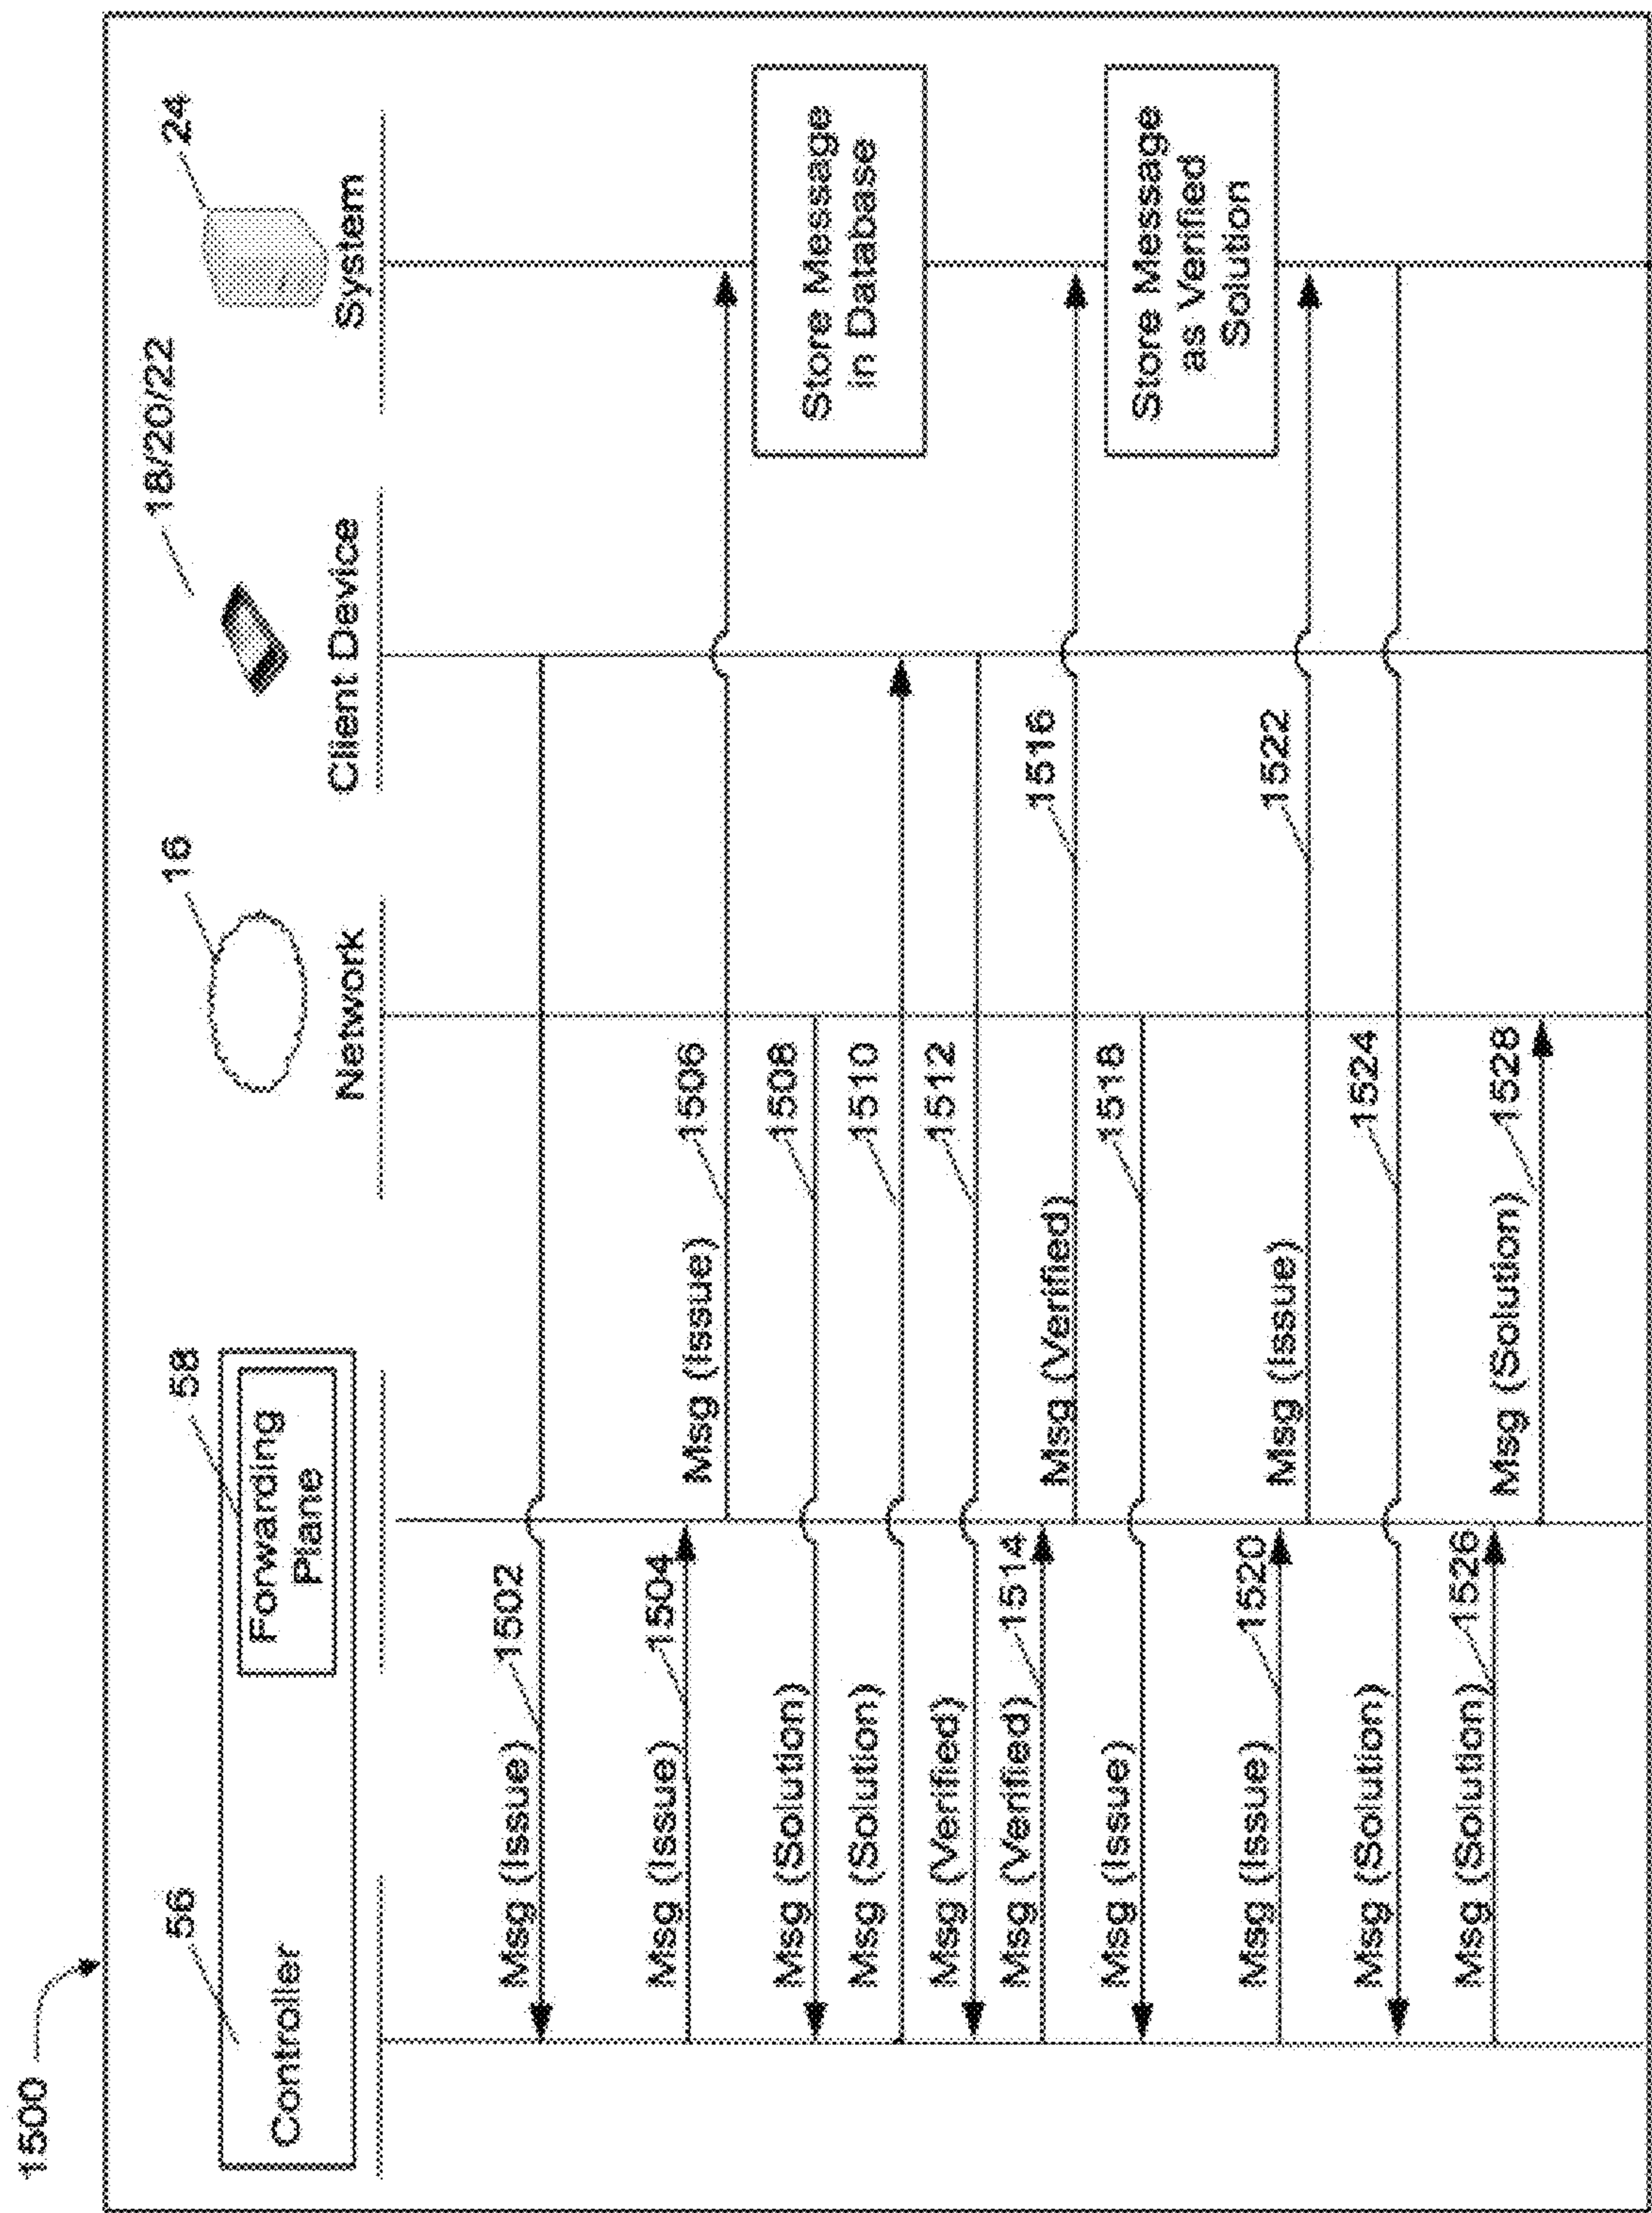 1500
56
58
16
18/20/22
24
Controller
Forwarding
Plane
Network
Client Device
System
Msg (Issue)
1502
Msg (Issue)
1504
Msg (Issue)
1506
Store Message
in Database
Msg (Solution)
1508
Msg (Solution)
1510
Msg (Verified)
1512
Msg (Verified)
1514
Msg (Verified)
1516
Store Message
as Verified
Solution
Msg (Issue)
1518
Msg (Issue)
1520
Msg (Issue)
1522
Msg (Solution)
1524
Msg (Solution)
1526
Msg (Solution)
1528